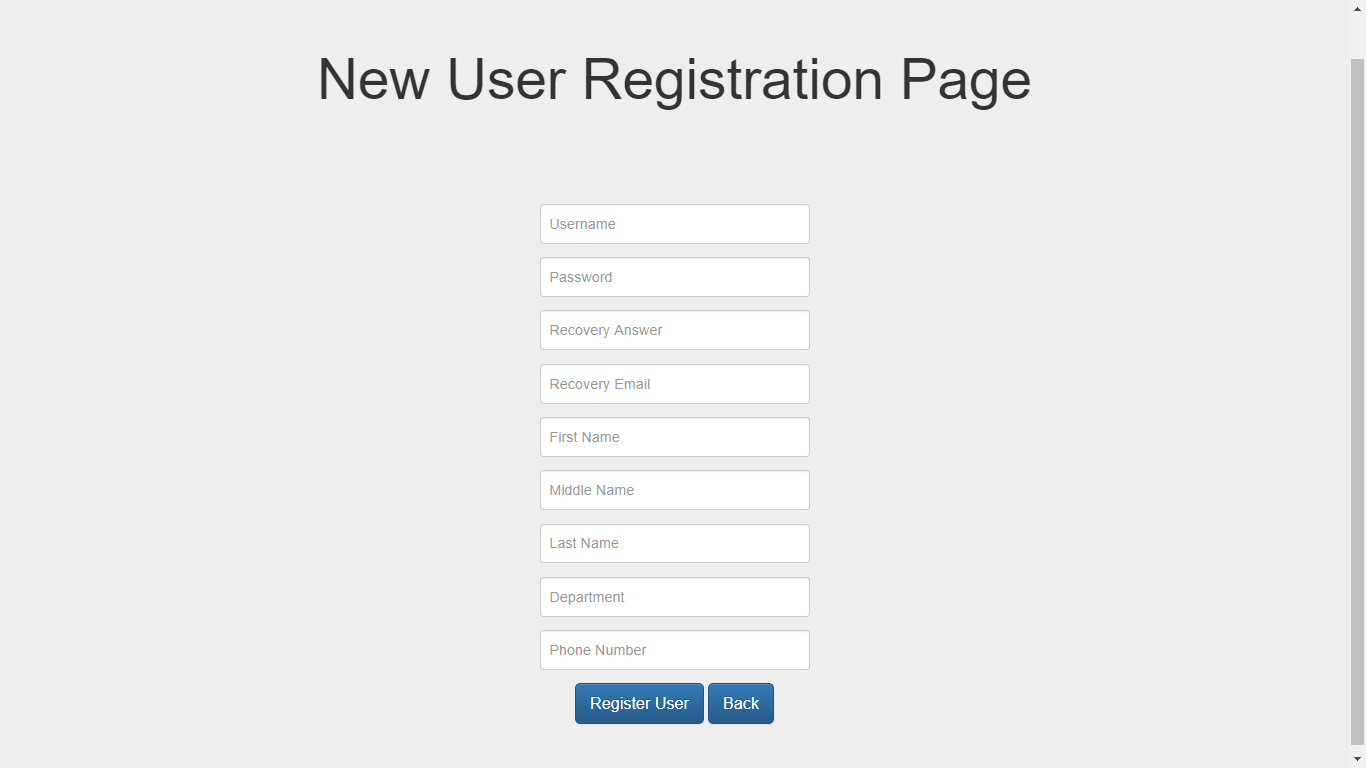 New User Registration Page
Username
Password
Recovery Answer
Recovery Email
First Name
Middle Name
Last Name
Department
Phone Number
Register User Back